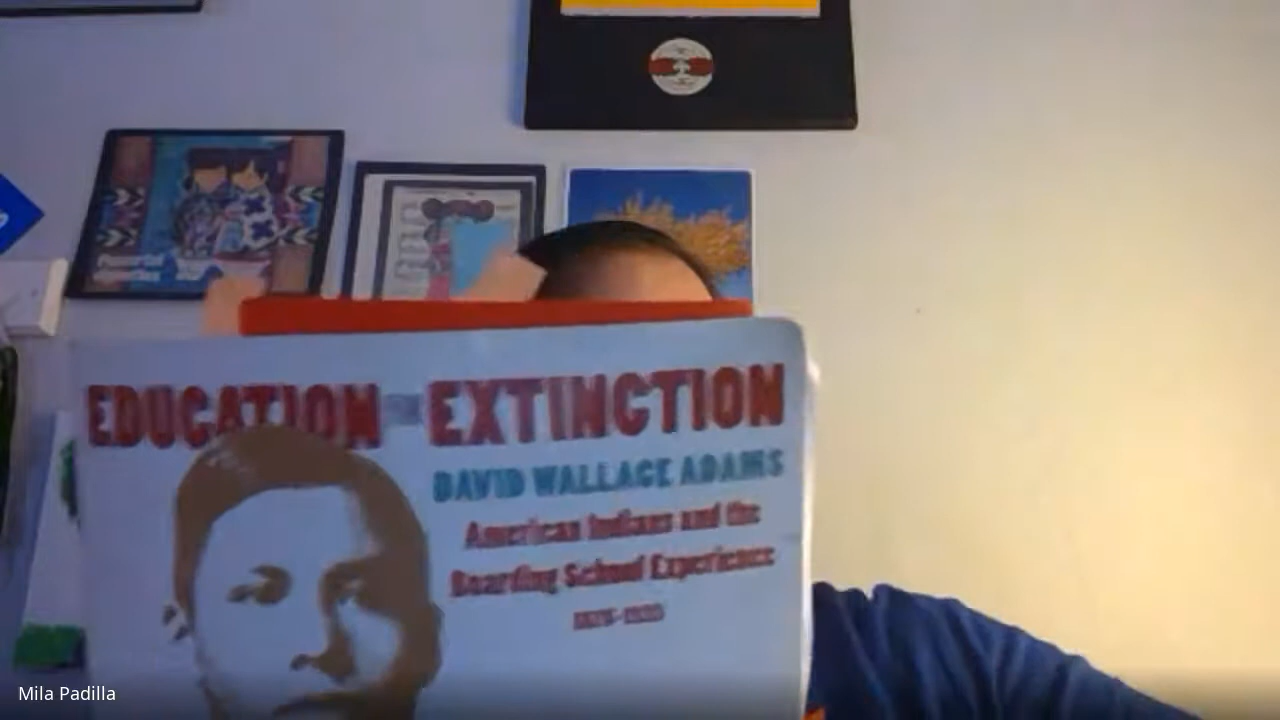 EDUCATION EXTINCTION
DAVID WALLACE ADAMS
American Indians and the
Boarding School Experience
Mila Padilla